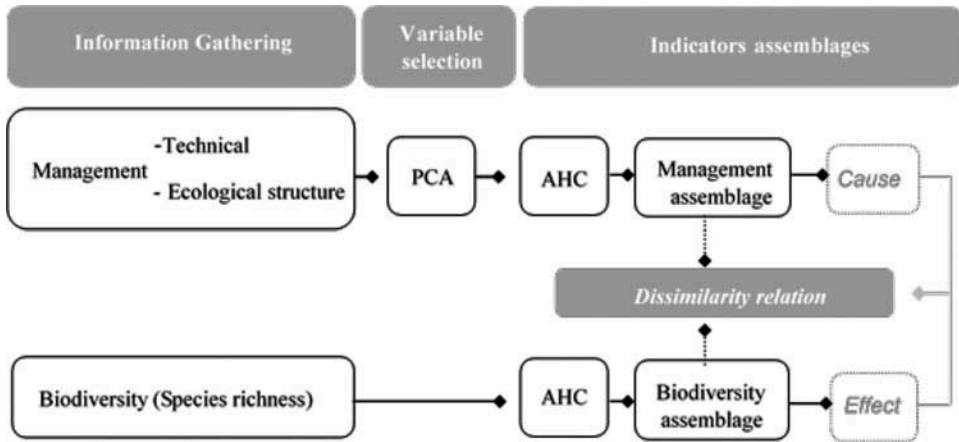 Information Gathering
Variable
selection
Indicators assemblages
Management
-Technical
- Ecological structure
PCA
AHC
Management
assemblage
Cause
Dissimilarity relation
Biodiversity (Species richness)
AHC
Biodiversity
assemblage
Effect